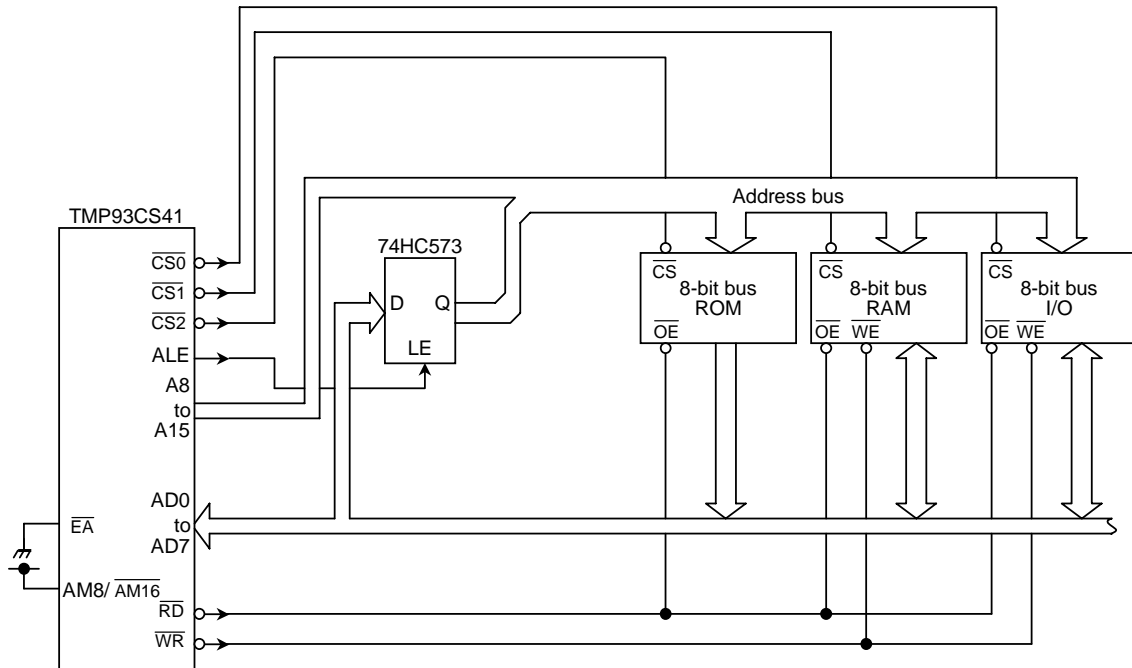 Address bus
TMP93CS41
74HC573
CS0
CS1
CS2
ALE
A8
to
A15
AD0
to
AD7
EA
AM8/ AM16
RD
WR
D
Q
LE
CS
8-bit bus
ROM
OE
CS
8-bit bus
RAM
OE
WE
CS
8-bit bus
I/O
OE
WE